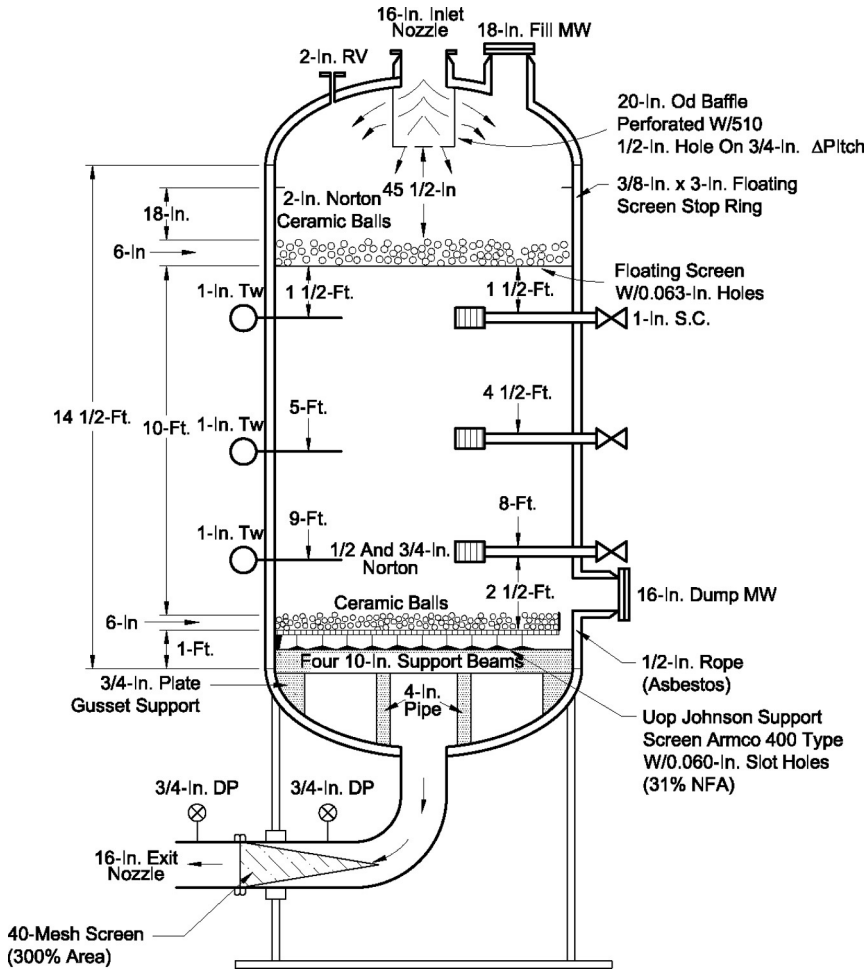 16-In. Inlet
Nozzle
18-In. Fill MW
2-In. RV
20-In. Od Baffle
Perforated W/510
1/2-In. Hole On 3/4-In. ΔPitch
45 1/2-In
3/8-In. x 3-In. Floating
Screen Stop Ring
18-In.
2-In. Norton
Ceramic Balls
6-In
Floating Screen
W/0.063-In. Holes
1-In. Tw
1 1/2-Ft.
1 1/2-Ft.
1-In. S.C.
14 1/2-Ft.
10-Ft.
1-In. Tw
5-Ft.
4 1/2-Ft.
1-In. Tw
9-Ft.
8-Ft.
1/2 And 3/4-In.
Norton
2 1/2-Ft.
16-In. Dump MW
Ceramic Balls
6-In
1-Ft.
Four 10-In. Support Beams
1/2-In. Rope
(Asbestos)
3/4-In. Plate
Gusset Support
4-In.
Pipe
Uop Johnson Support
Screen Armco 400 Type
W/0.060-In. Slot Holes
(31% NFA)
3/4-In. DP
3/4-In. DP
16-In. Exit
Nozzle
40-Mesh Screen
(300% Area)